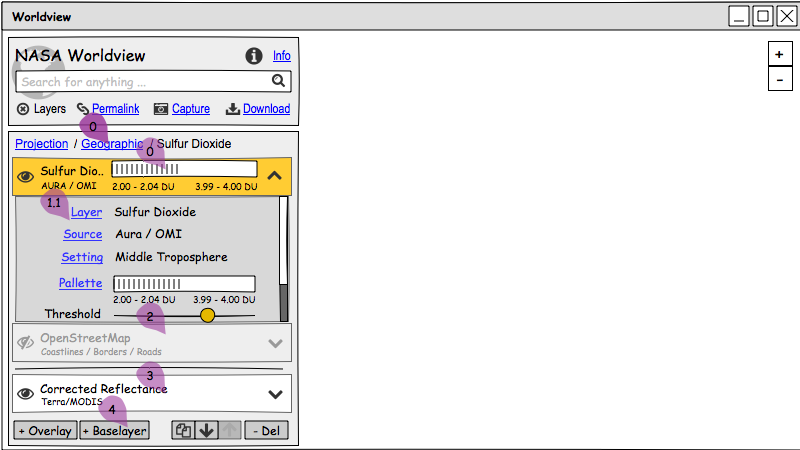 Worldview
+
-
NASA Worldview Info
Search for anything ...
Layers Permalink Capture Download
0
Projection / Geographic / Sulfur Dioxide
0
Sulfur Dio..
AURA / OMI 2.00 - 2.04 DU 3.99 - 4.00 DU
1.1
Layer Sulfur Dioxide
Source Aura / OMI
Setting Middle Troposphere
Pallette
2.00 - 2.04 DU 3.99 - 4.00 DU
Threshold
2
OpenStreetMap
Coastlines / Borders / Roads
3
Corrected Reflectance
Terra/MODIS
4
+ Overlay + Baselayer - Del